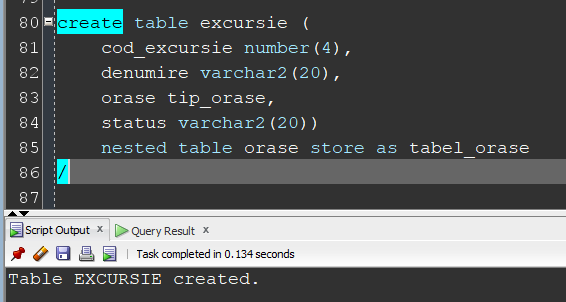 80 create table excursie (
81 cod_excursie number(4),
82 denumire varchar2(20),
83 orase tip_orase,
84 status varchar2(20))
85 nested table orase store as tabel_orase
86 /
87
Script Output x Query Result x
Task completed in 0.134 seconds
Table EXCURSIE created.